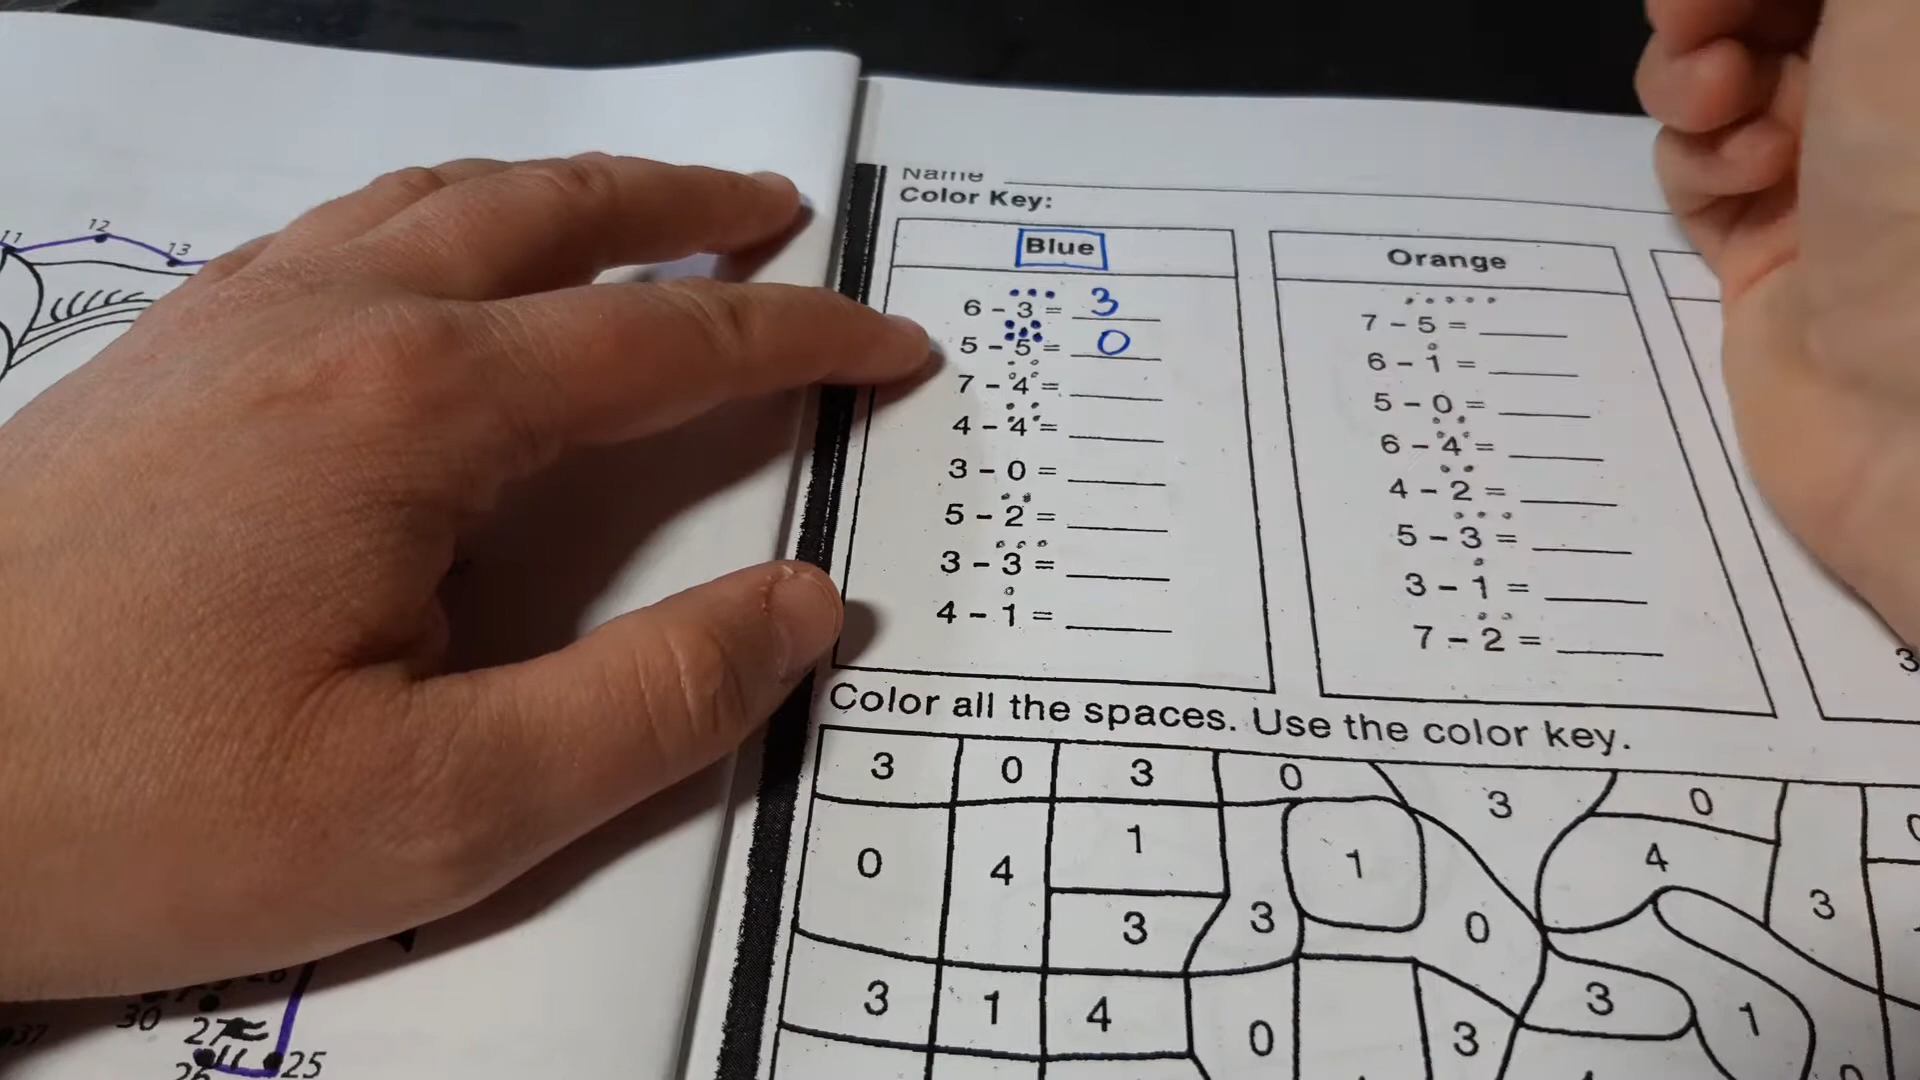 11
12
13
30
27
26
25
37
Name
Color Key:
Blue
6 - 3 = 3
5 - 5 = 0
7 - 4 =
4 - 4 =
3 - 0 =
5 - 2 =
3 - 3 =
4 - 1 =
Orange
7 - 5 =
6 - 1 =
5 - 0 =
6 - 4 =
4 - 2 =
5 - 3 =
3 - 1 =
7 - 2 =
3
Color all the spaces. Use the color key.
3 0 3 0 3 0
0 4 1 1 4
3 3 0 3
3 1 4 0 3 3 1